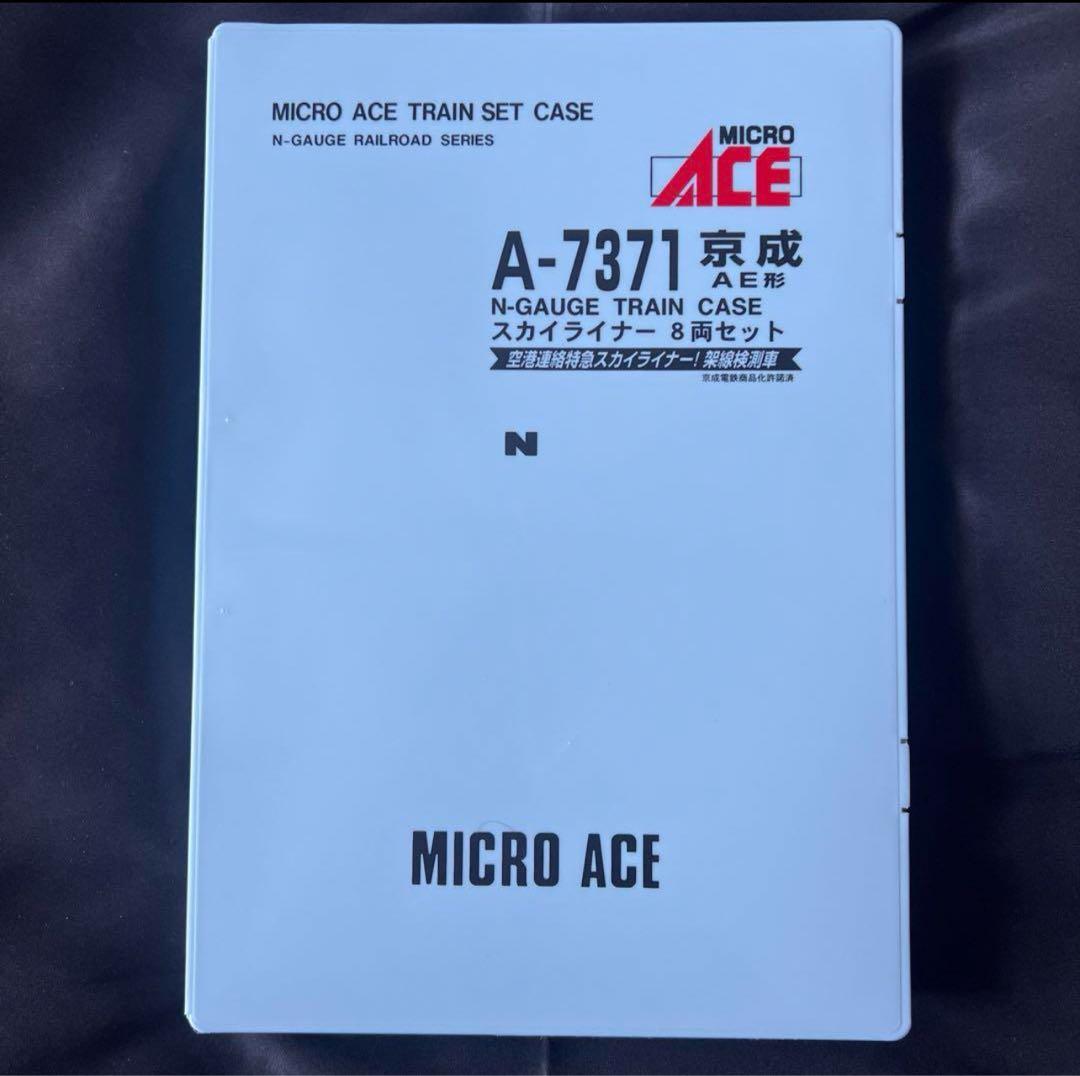 MICRO ACE TRAIN SET CASE
N-GAUGE RAILROAD SERIES
MICRO
ACE
A-7371 京成
AE形
N-GAUGE TRAIN CASE
スカイライナー 8両セット
空港連絡特急スカイライナー! 架線検測車
京成電鉄商品化許諾済
N
MICRO ACE